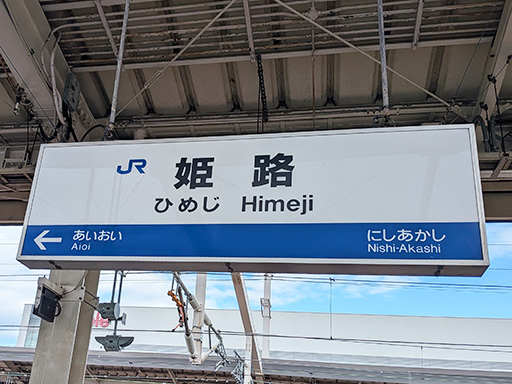 JR 姫路
ひめじ Himeji
← あいおい にしあかし
Aioi Nishi-Akashi